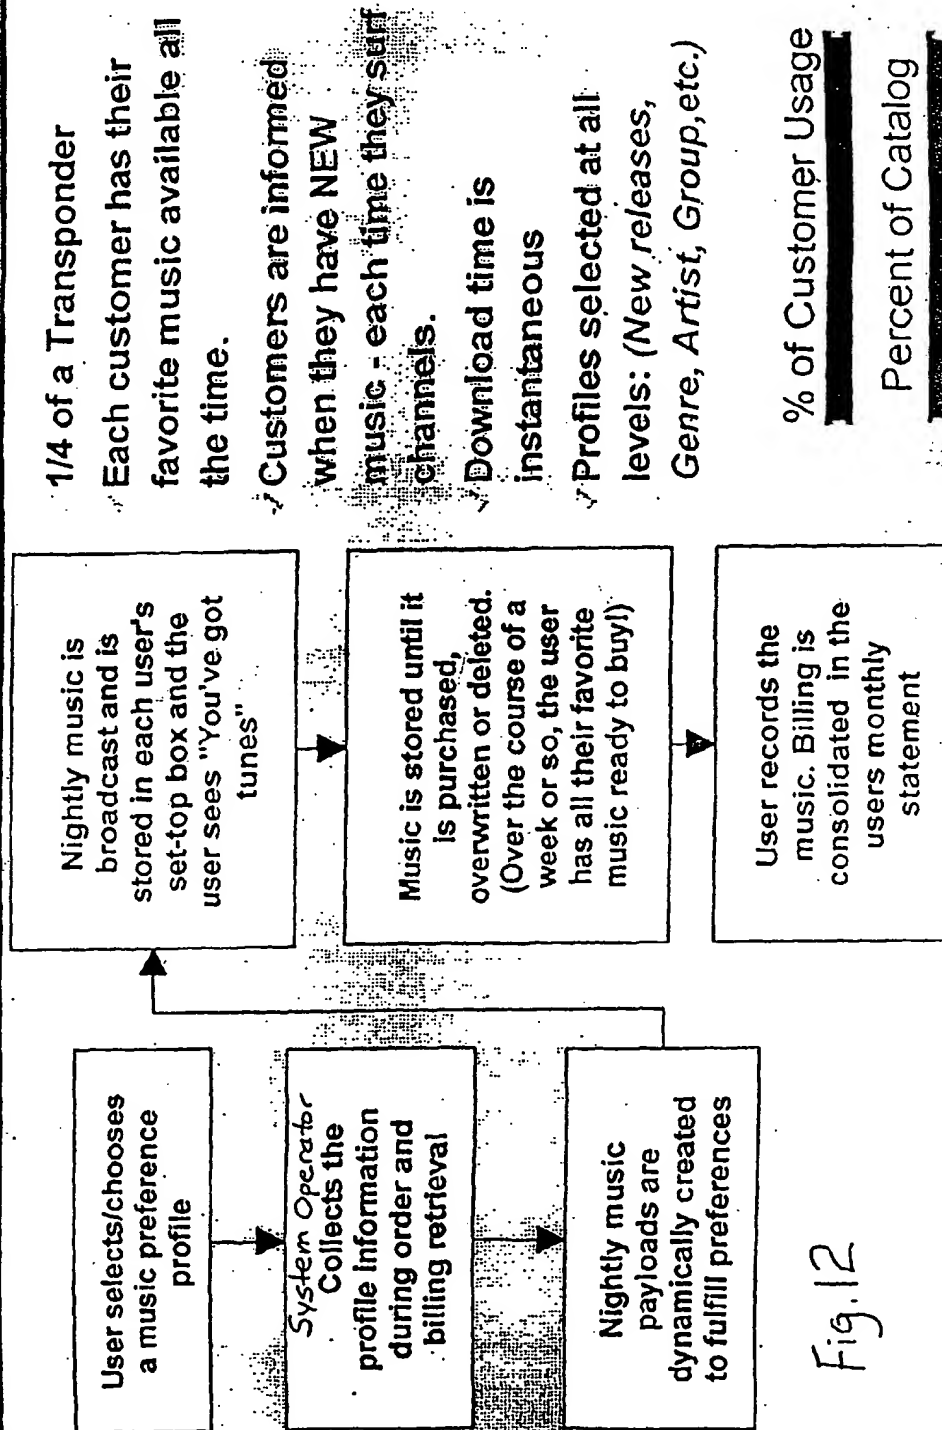 User selects/chooses
a music preference
profile
System Operator
Collects the
profile Information
during order and
billing retrieval
Nightly music
payloads are
dynamically created
to fulfill preferences
Nightly music is
broadcast and is
stored in each user's
set-top box and the
user sees "You've got
tunes"
Music is stored until it
is purchased,
overwritten or deleted.
(Over the course of a
week or so, the user
has all their favorite
music ready to buy!)
User records the
music. Billing is
consolidated in the
users monthly
statement
1/4 of a Transponder
Each customer has their
favorite music available all
the time.
Customers are informed
when they have NEW
music - each time they surf
channels.
Download time is
instantaneous
Profiles selected at all
levels: (New releases,
Genre, Artist, Group, etc.)
% of Customer Usage
Percent of Catalog
Fig. 12